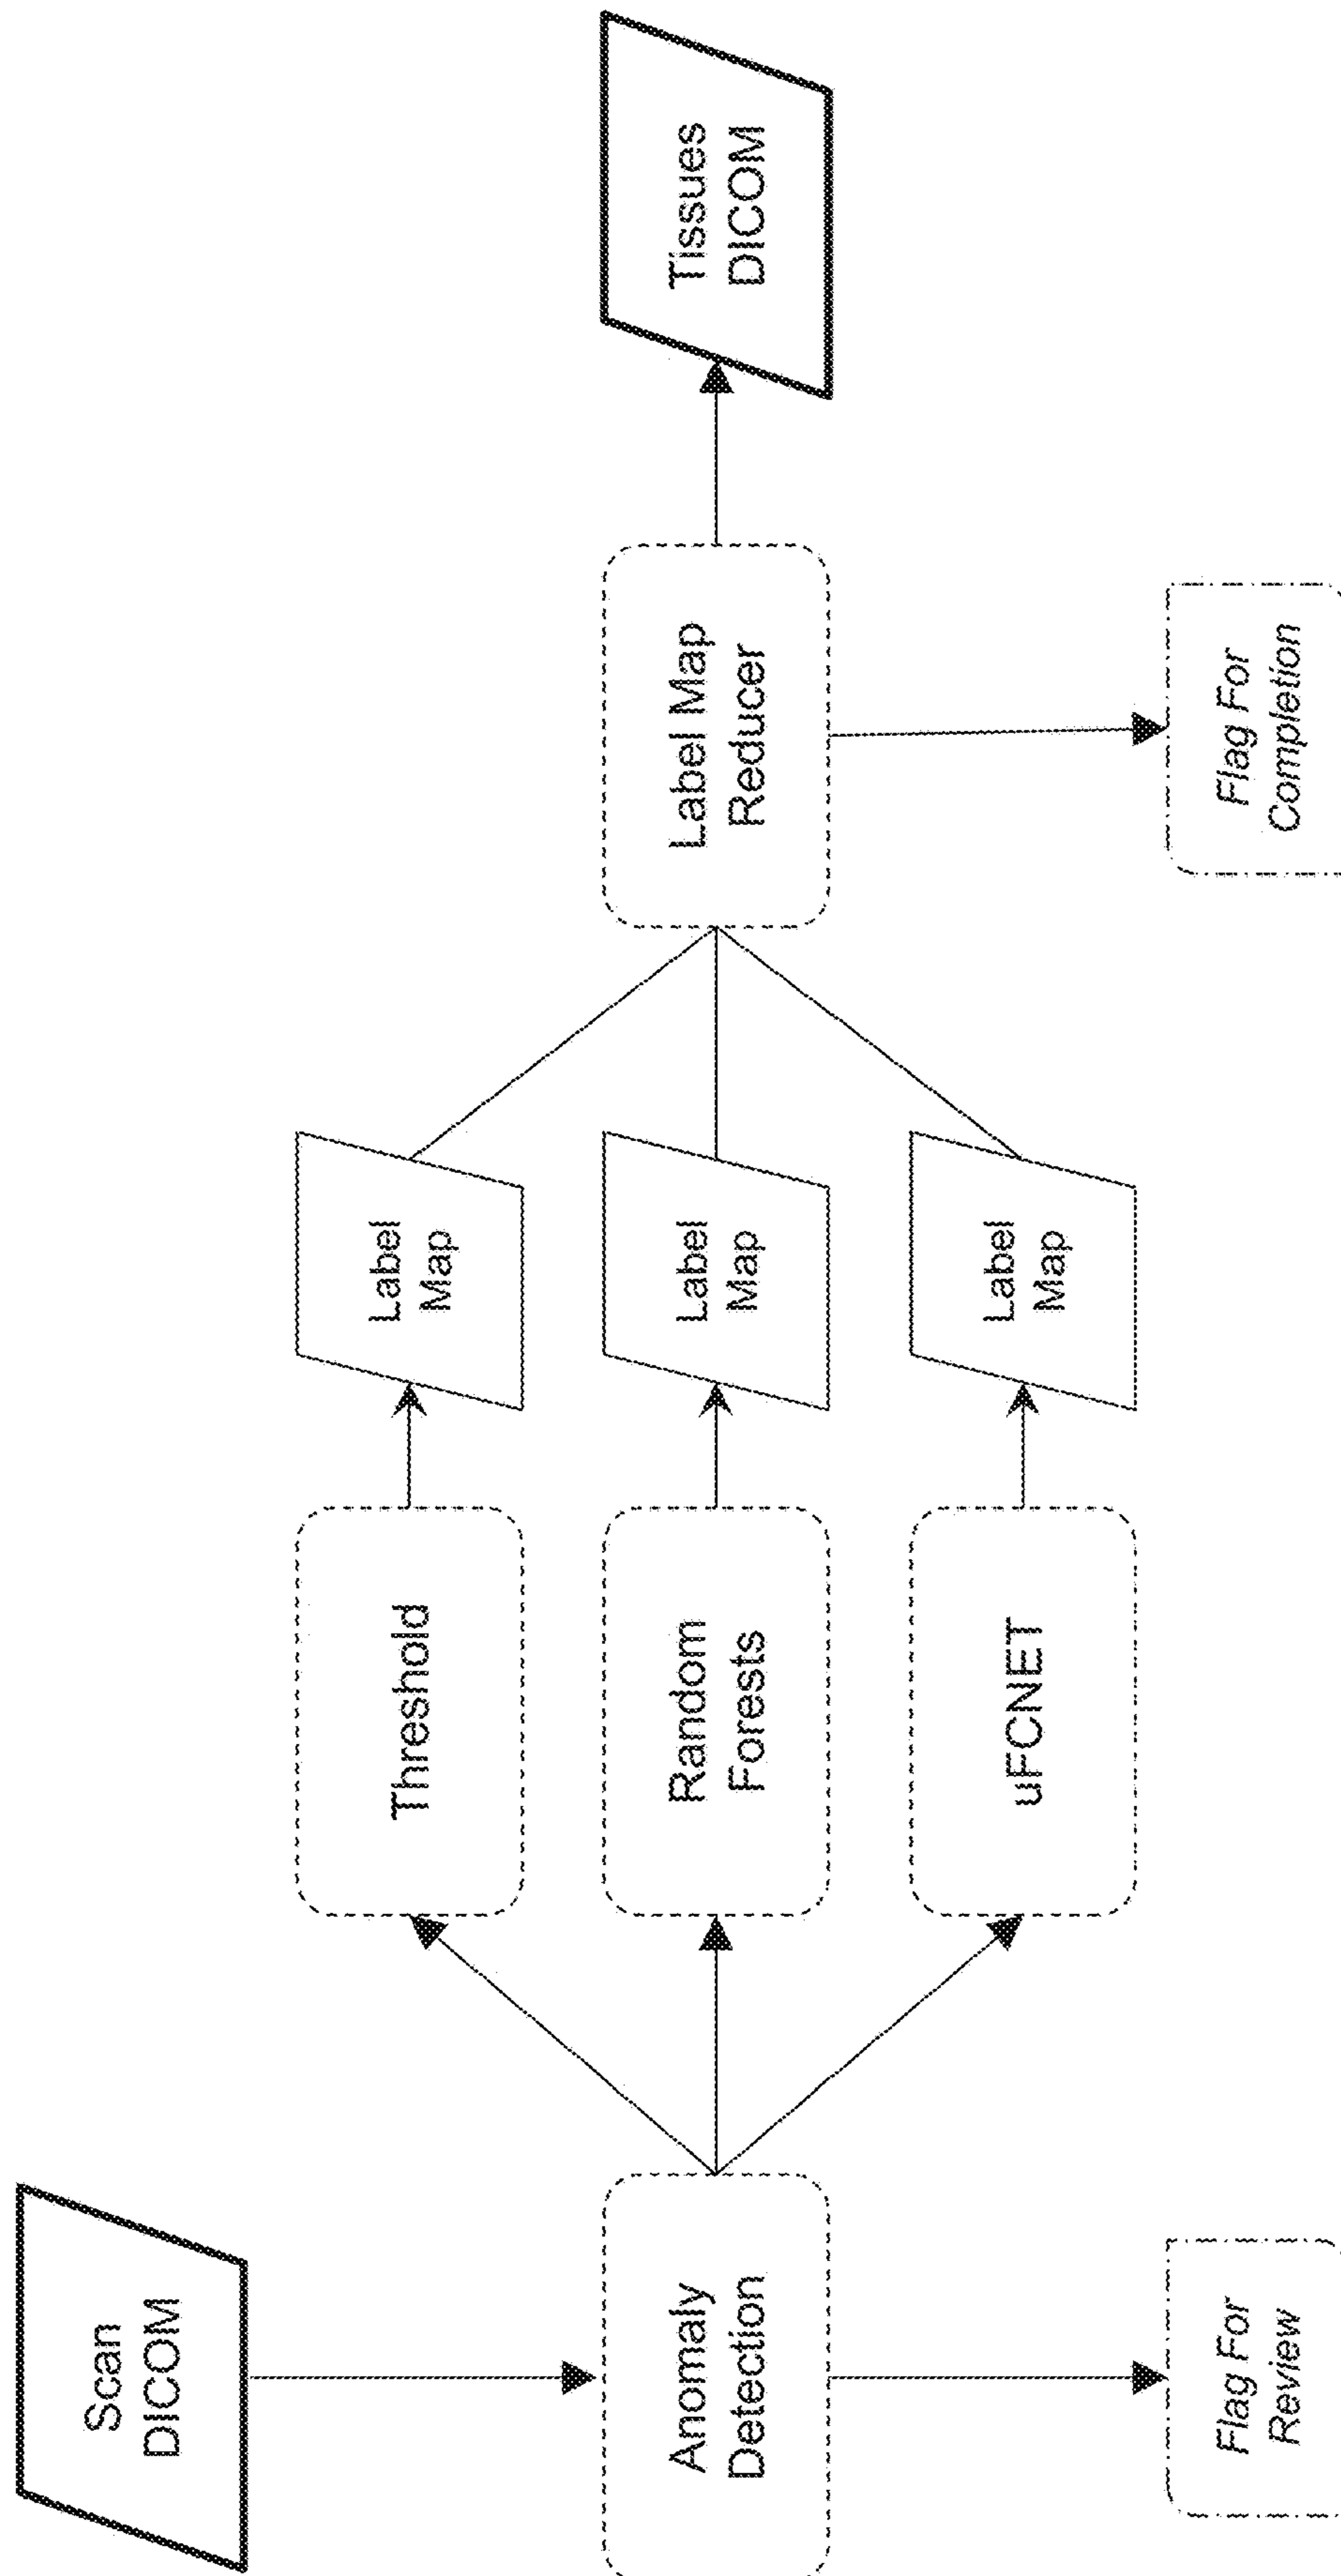 Scan
DICOM
Anomaly
Detection
Flag For
Review
Threshold
Random
Forests
uFCNET
Label
Map
Label
Map
Label
Map
Label Map
Reducer
Flag For
Completion
Tissues
DICOM